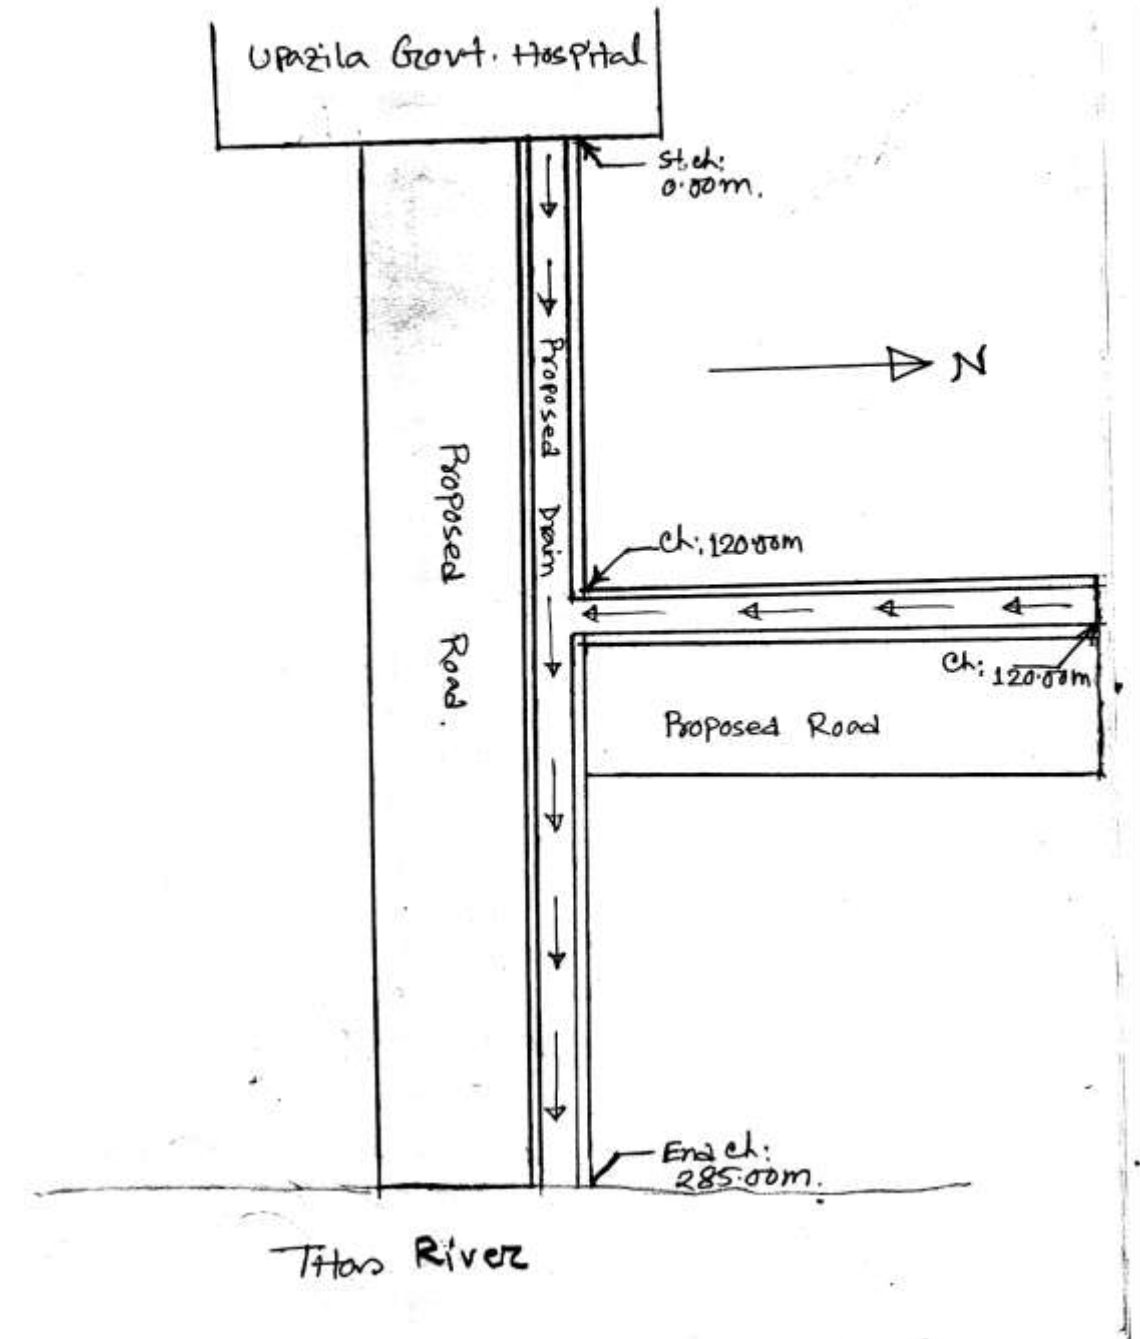 Upazila Govt. Hospital
St.ch:
0.00m.
N
Proposed Drain
Proposed Road.
Ch: 120.00m
Ch: 120.00m
Proposed Road
End ch:
285.00m.
Titas River